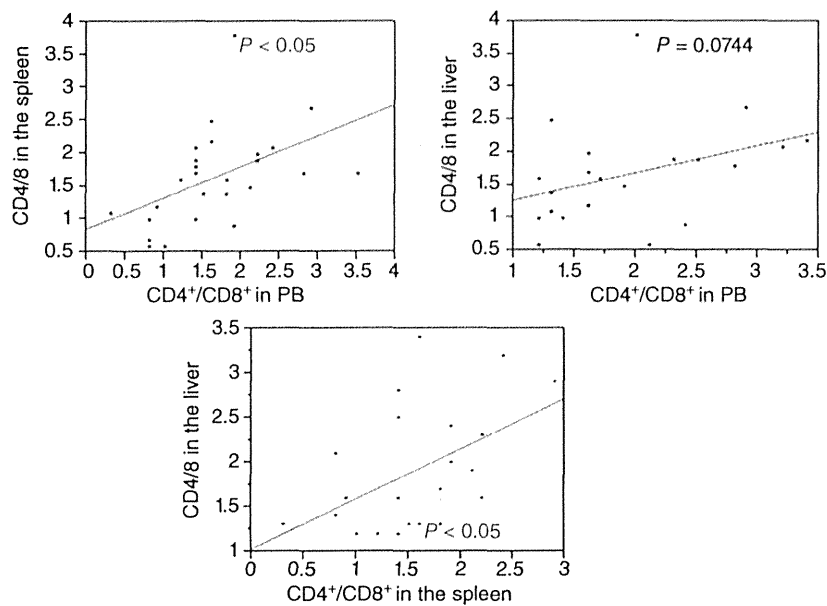 4
3.5
3
2.5
2
1.5
1
0.5
CD4/8 in the spleen
P < 0.05
0 0.5 1 1.5 2 2.5 3 3.5 4
CD4+/CD8+ in PB
4
3.5
3
2.5
2
1.5
1
0.5
CD4/8 in the liver
P = 0.0744
1 1.5 2 2.5 3 3.5
CD4+/CD8+ in PB
3.5
3
2.5
2
1.5
1
CD4/8 in the liver
P < 0.05
0 0.5 1 1.5 2 2.5 3
CD4+/CD8+ in the spleen